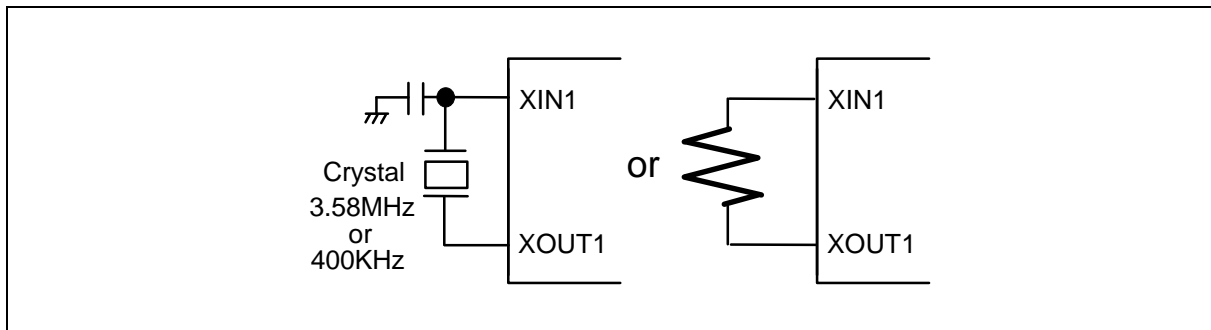 XIN1
Crystal
3.58MHz
or
400KHz
XOUT1
or
XIN1
XOUT1